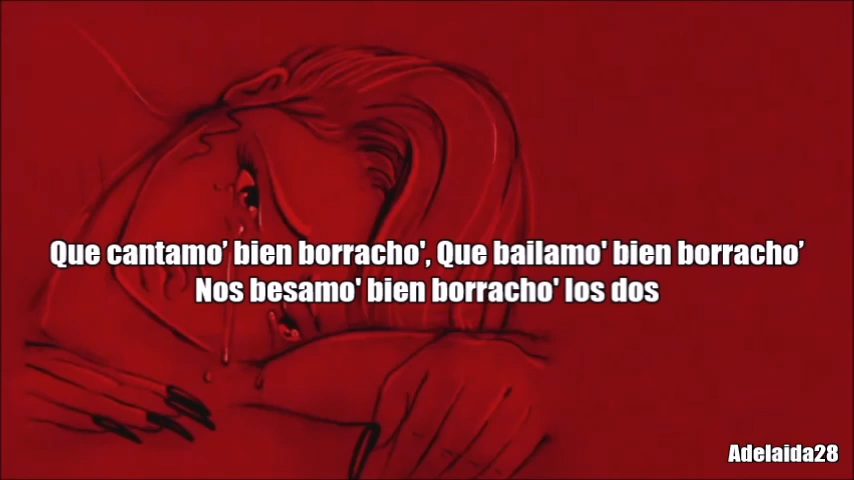 Que cantamo’ bien borracho', Que bailamo' bien borracho’
Nos besamo' bien borracho' los dos
Adelaida28